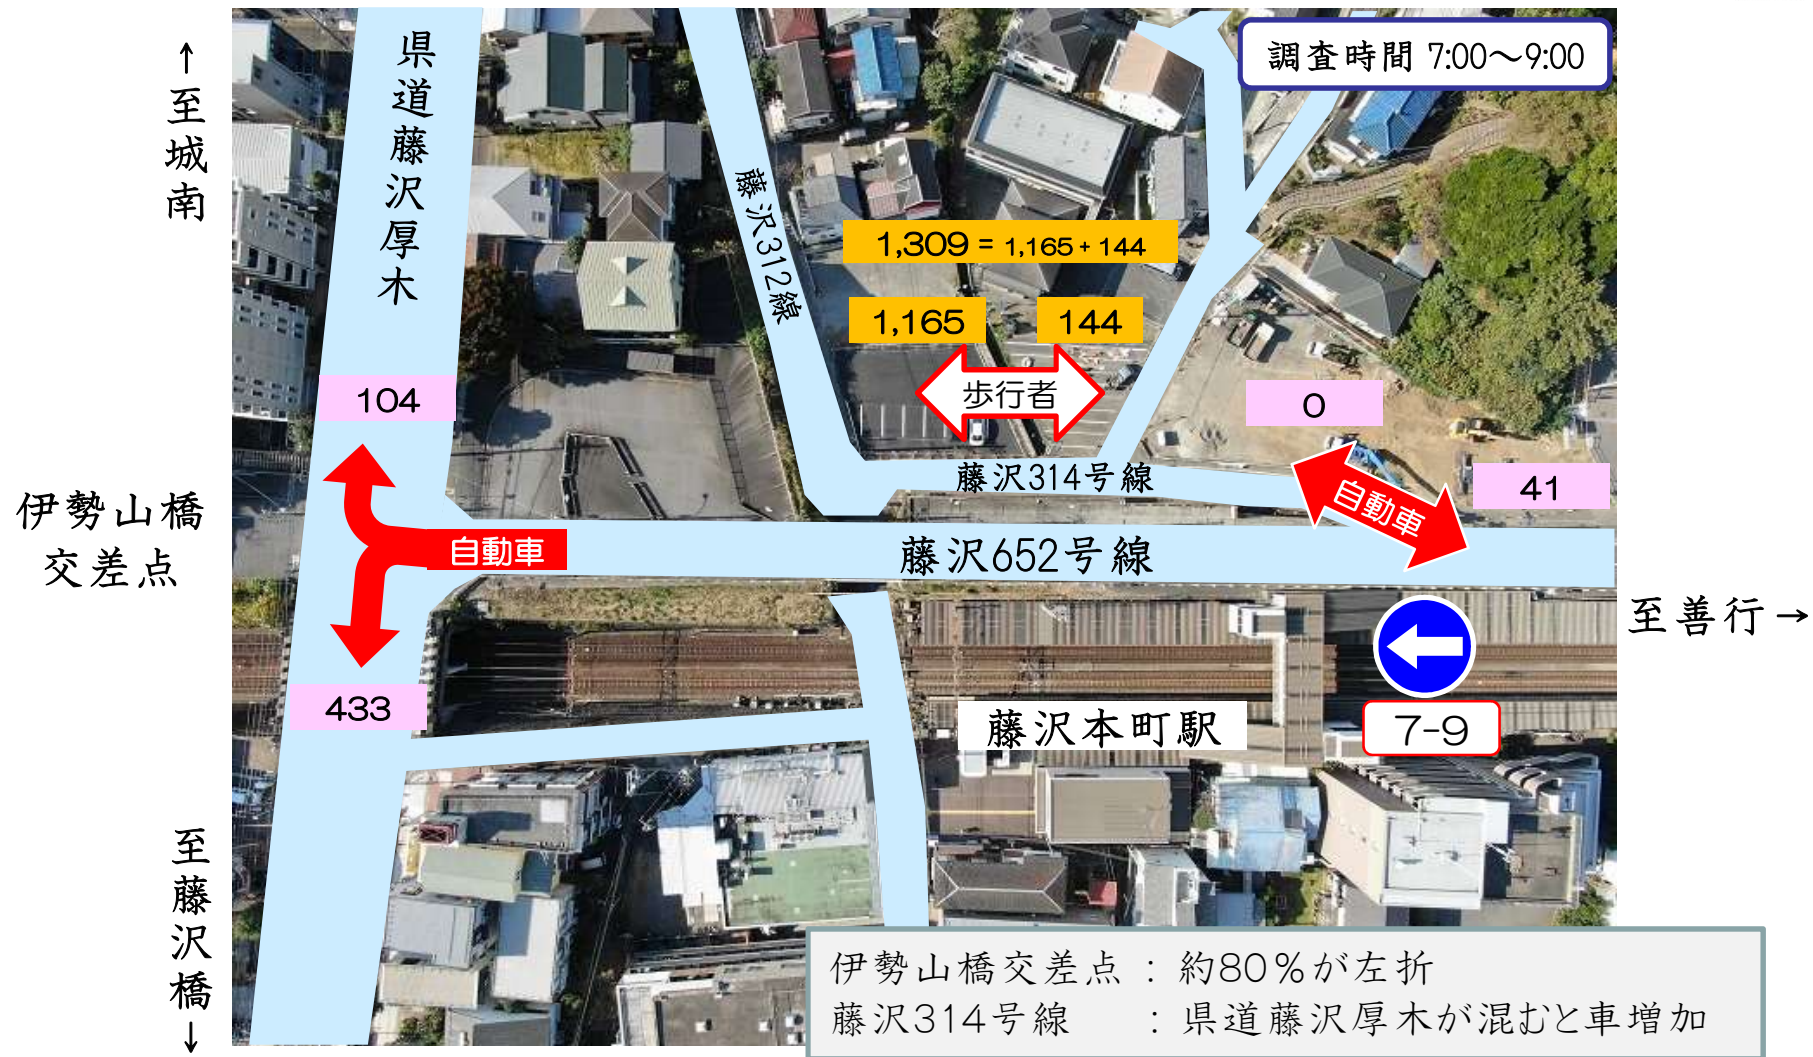 調査時間 7:00～9:00
↑至城南
県道藤沢厚木
藤沢312線
1,309 = 1,165 + 144
1,165
144
歩行者
104
0
41
自動車
藤沢314号線
伊勢山橋
交差点
自動車
藤沢652号線
至善行→
433
藤沢本町駅
7-9
至藤沢橋↓
伊勢山橋交差点 ： 約80％が左折
藤沢314号線 ： 県道藤沢厚木が混むと車増加